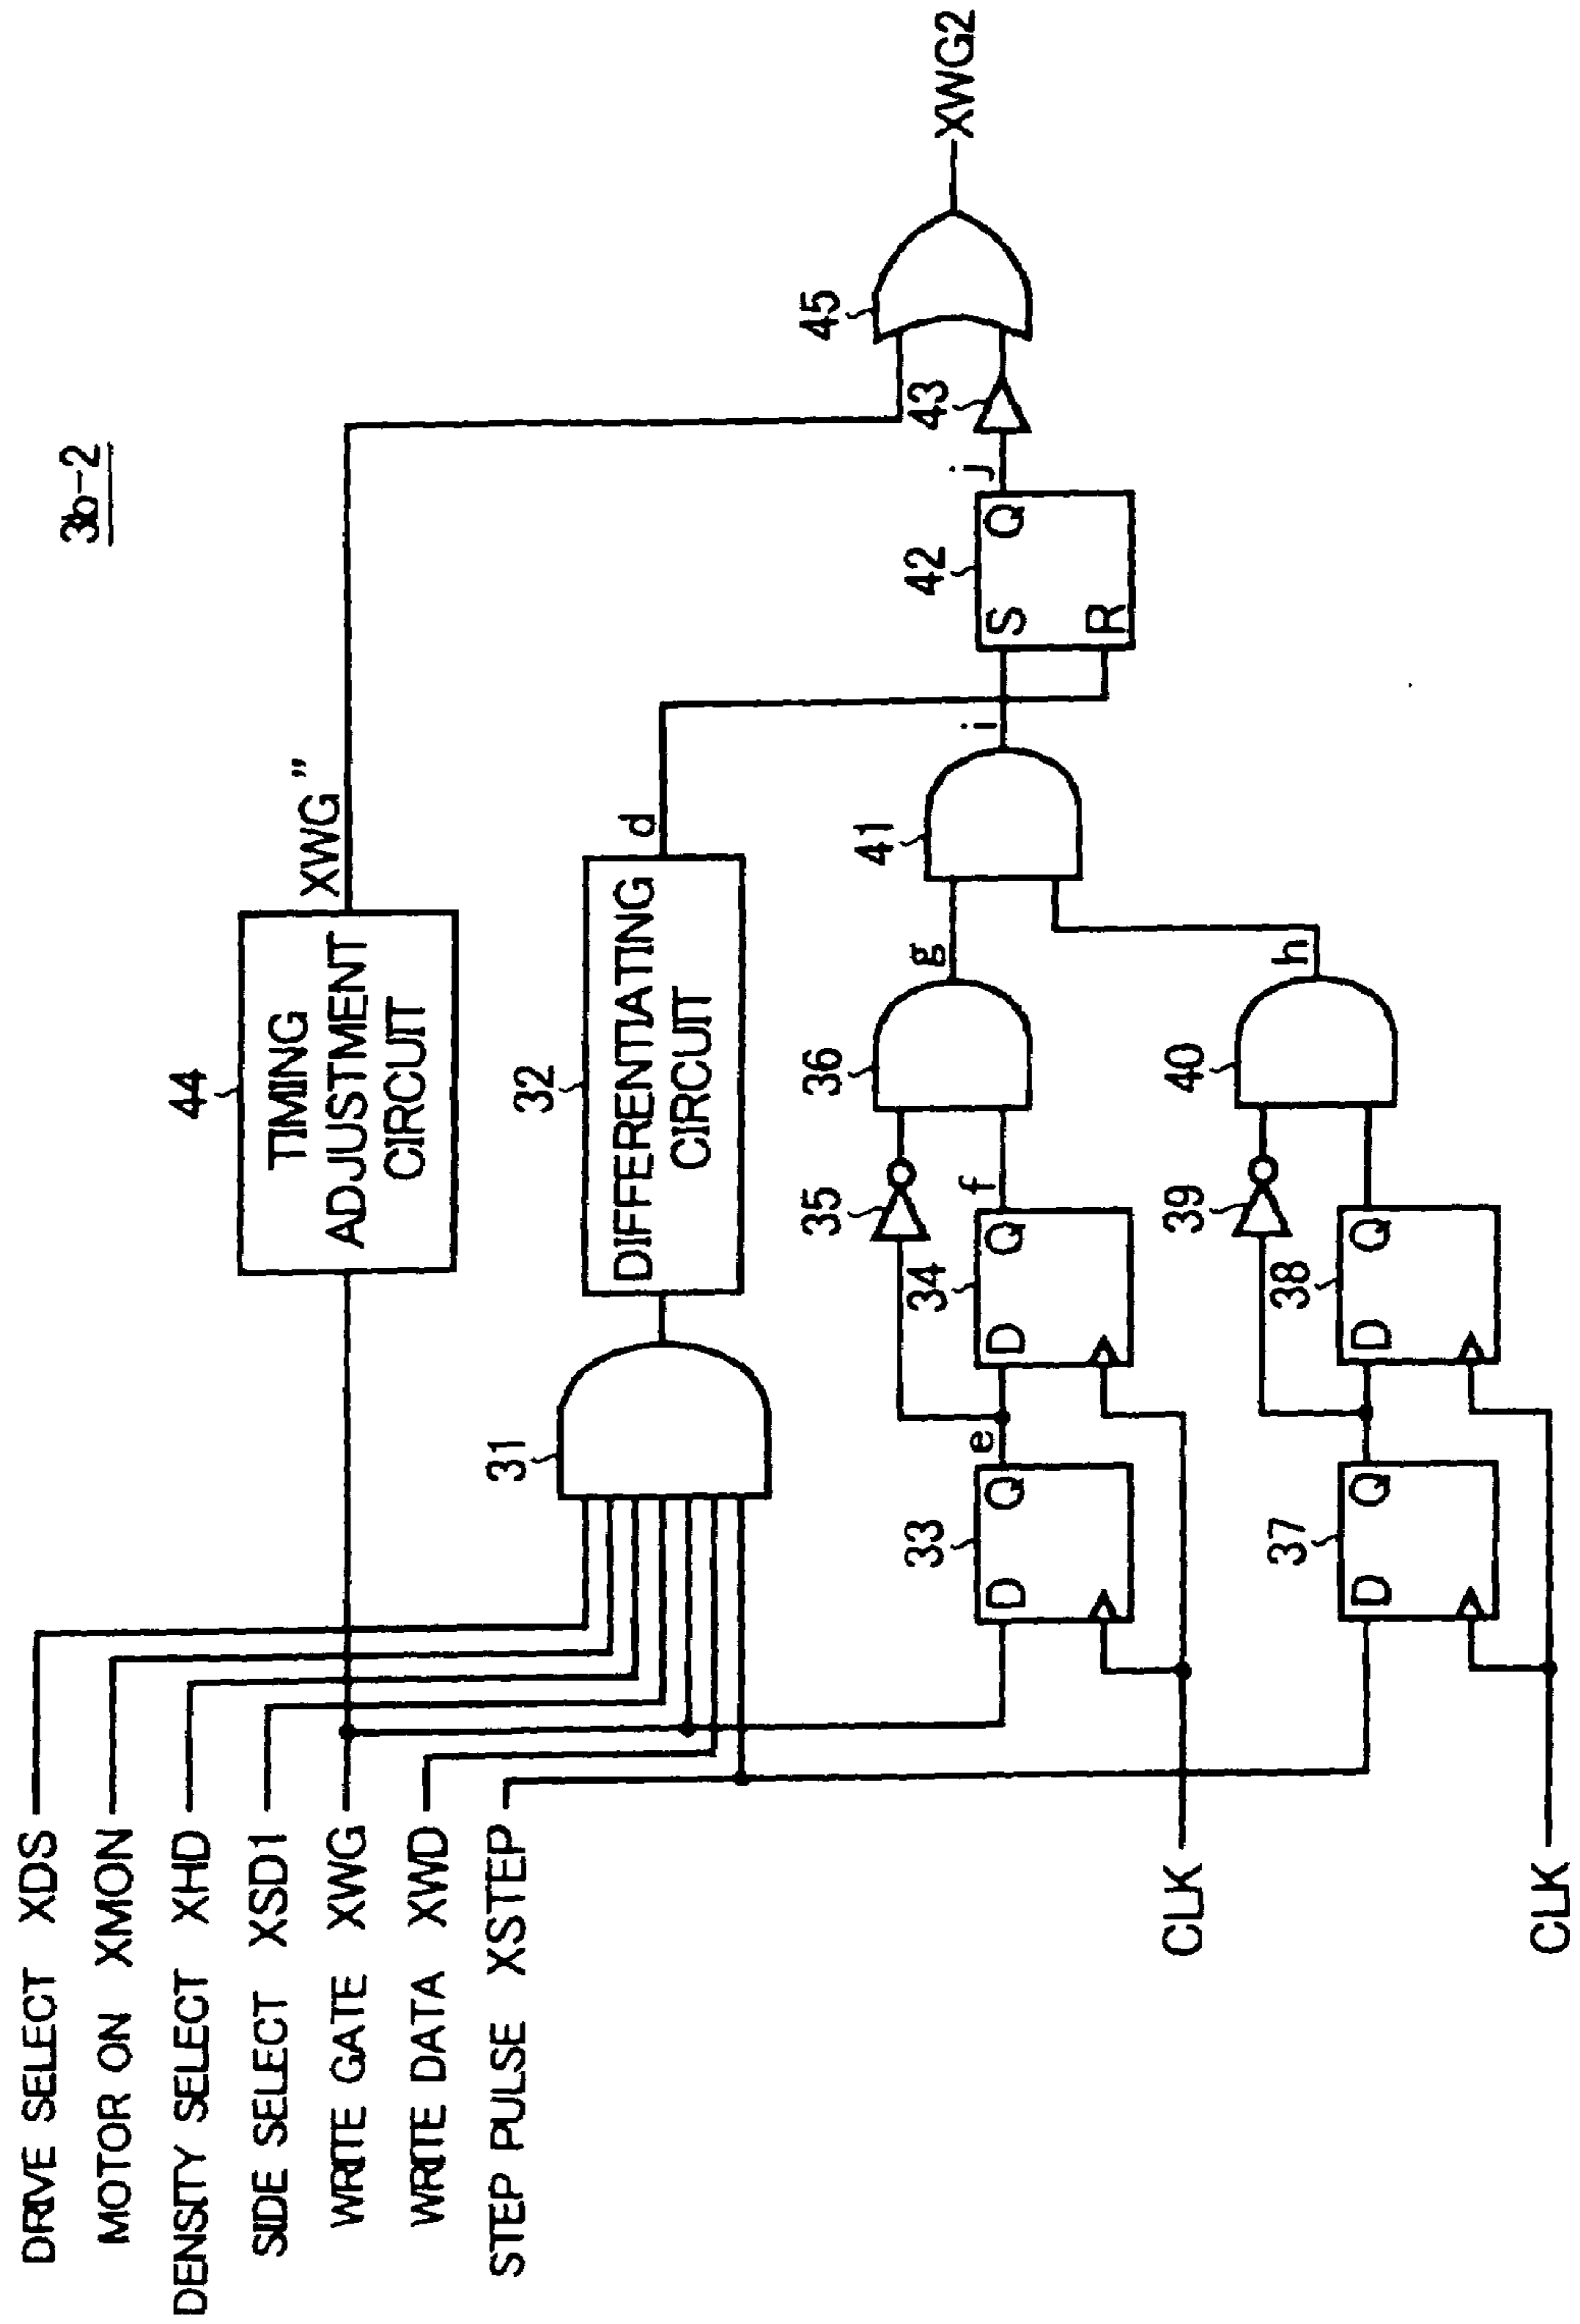 3b-2
DRIVE SELECT XDS
MOTOR ON XMON
DENSITY SELECT XHD
SIDE SELECT XSD1
WRITE GATE XWG
WRITE DATA XWD
STEP PULSE XSTEP
44
TIMING
ADJUSTMENT
CIRCUIT
XWG"
31
32
DIFFERENTIATING
CIRCUIT
d
45
XWG2
33
D
Q
e
34
D
Q
f
35
36
g
41
i
42
S
Q
R
j
43
CLK
37
D
Q
38
D
Q
39
40
h
CLK